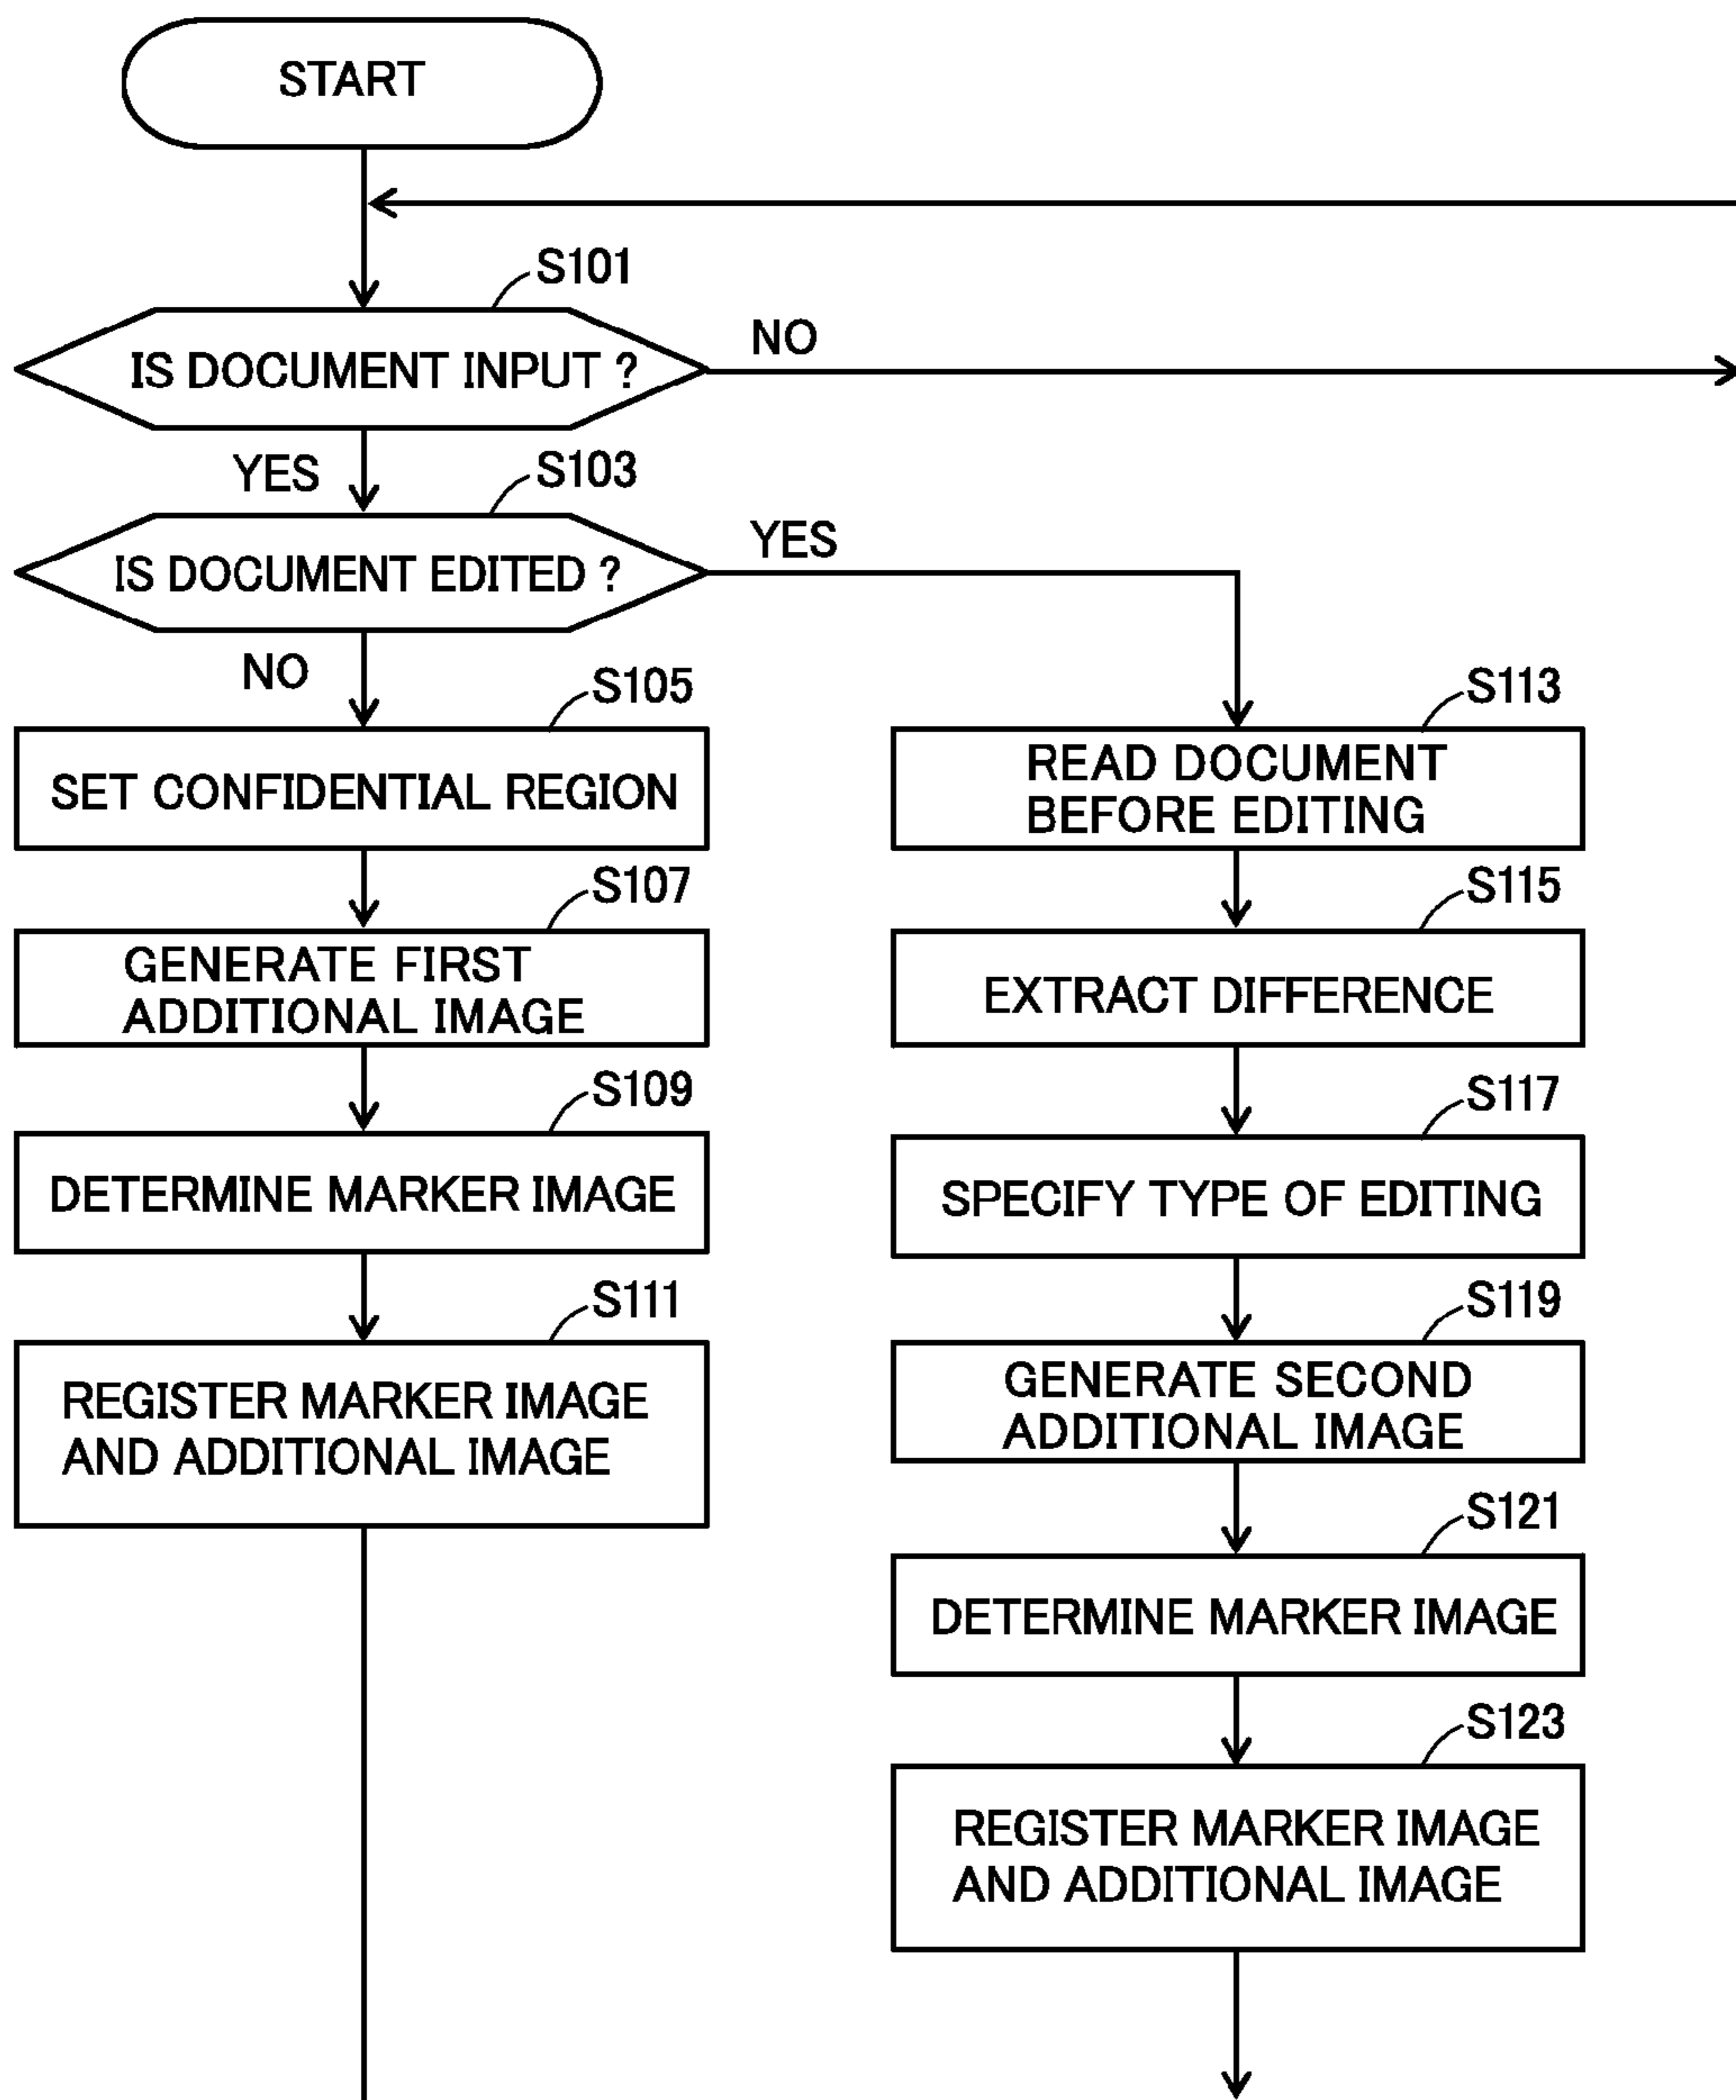 START
S101
IS DOCUMENT INPUT ?
NO
YES
S103
IS DOCUMENT EDITED ?
YES
NO
S105
SET CONFIDENTIAL REGION
S107
GENERATE FIRST
ADDITIONAL IMAGE
S109
DETERMINE MARKER IMAGE
S111
REGISTER MARKER IMAGE
AND ADDITIONAL IMAGE
S113
READ DOCUMENT
BEFORE EDITING
S115
EXTRACT DIFFERENCE
S117
SPECIFY TYPE OF EDITING
S119
GENERATE SECOND
ADDITIONAL IMAGE
S121
DETERMINE MARKER IMAGE
S123
REGISTER MARKER IMAGE
AND ADDITIONAL IMAGE